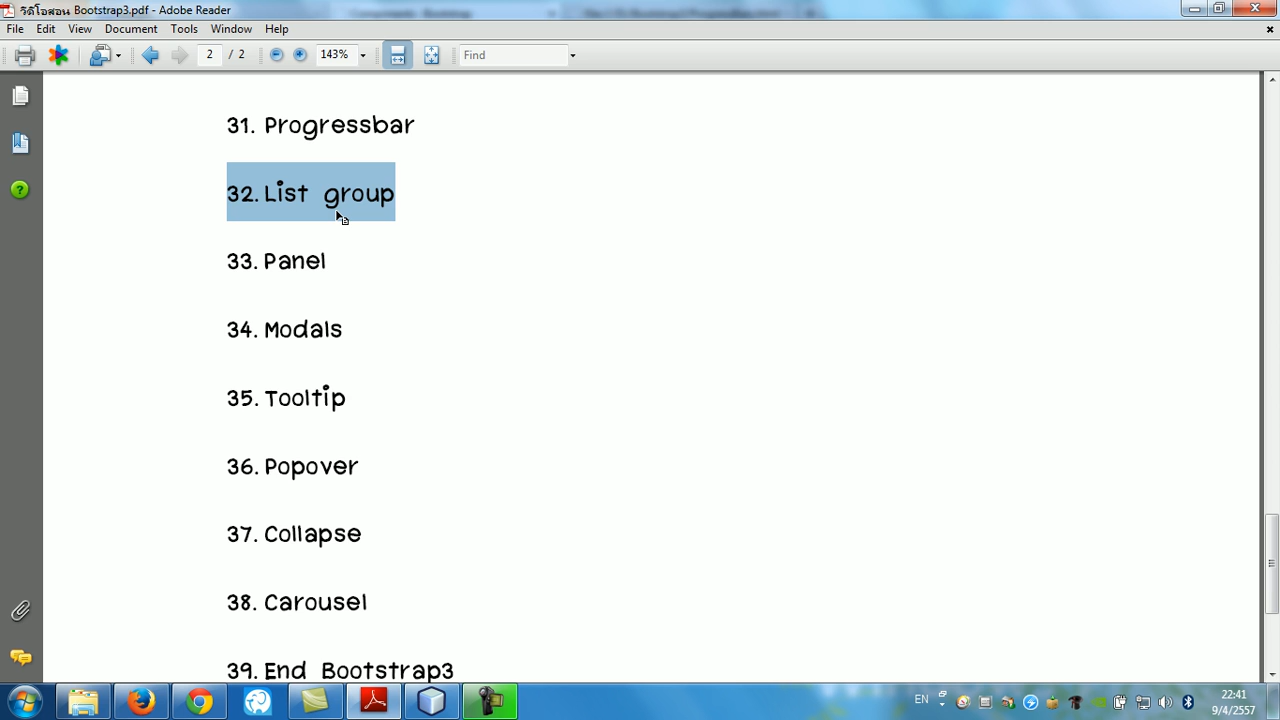 วิดีโอสอน Bootstrap3.pdf - Adobe Reader
File Edit View Document Tools Window Help
2 / 2 143% Find
31. Progressbar
32. List group
33. Panel
34. Modals
35. Tooltip
36. Popover
37. Collapse
38. Carousel
39. End Bootstrap3
EN 22:41
9/4/2557